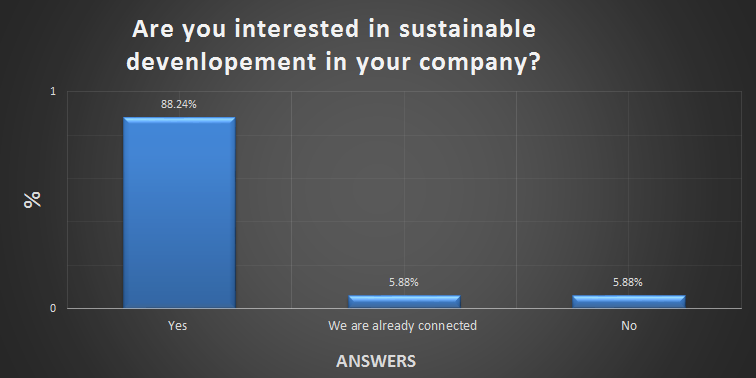 Are you interested in sustainable
devenlopement in your company?
1
88.24%
%
5.88%
5.88%
0
Yes
We are already connected
No
ANSWERS